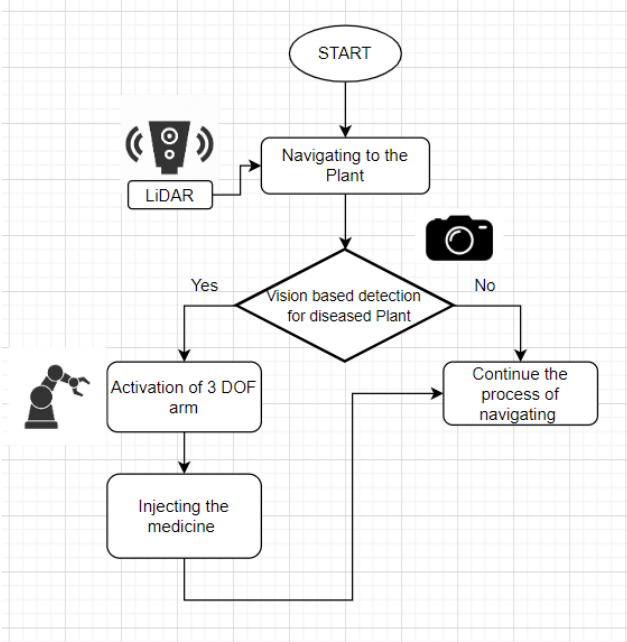 START
Navigating to the
Plant
LiDAR
Yes
No
Vision based detection
for diseased Plant
Activation of 3 DOF
arm
Continue the
process of
navigating
Injecting the
medicine